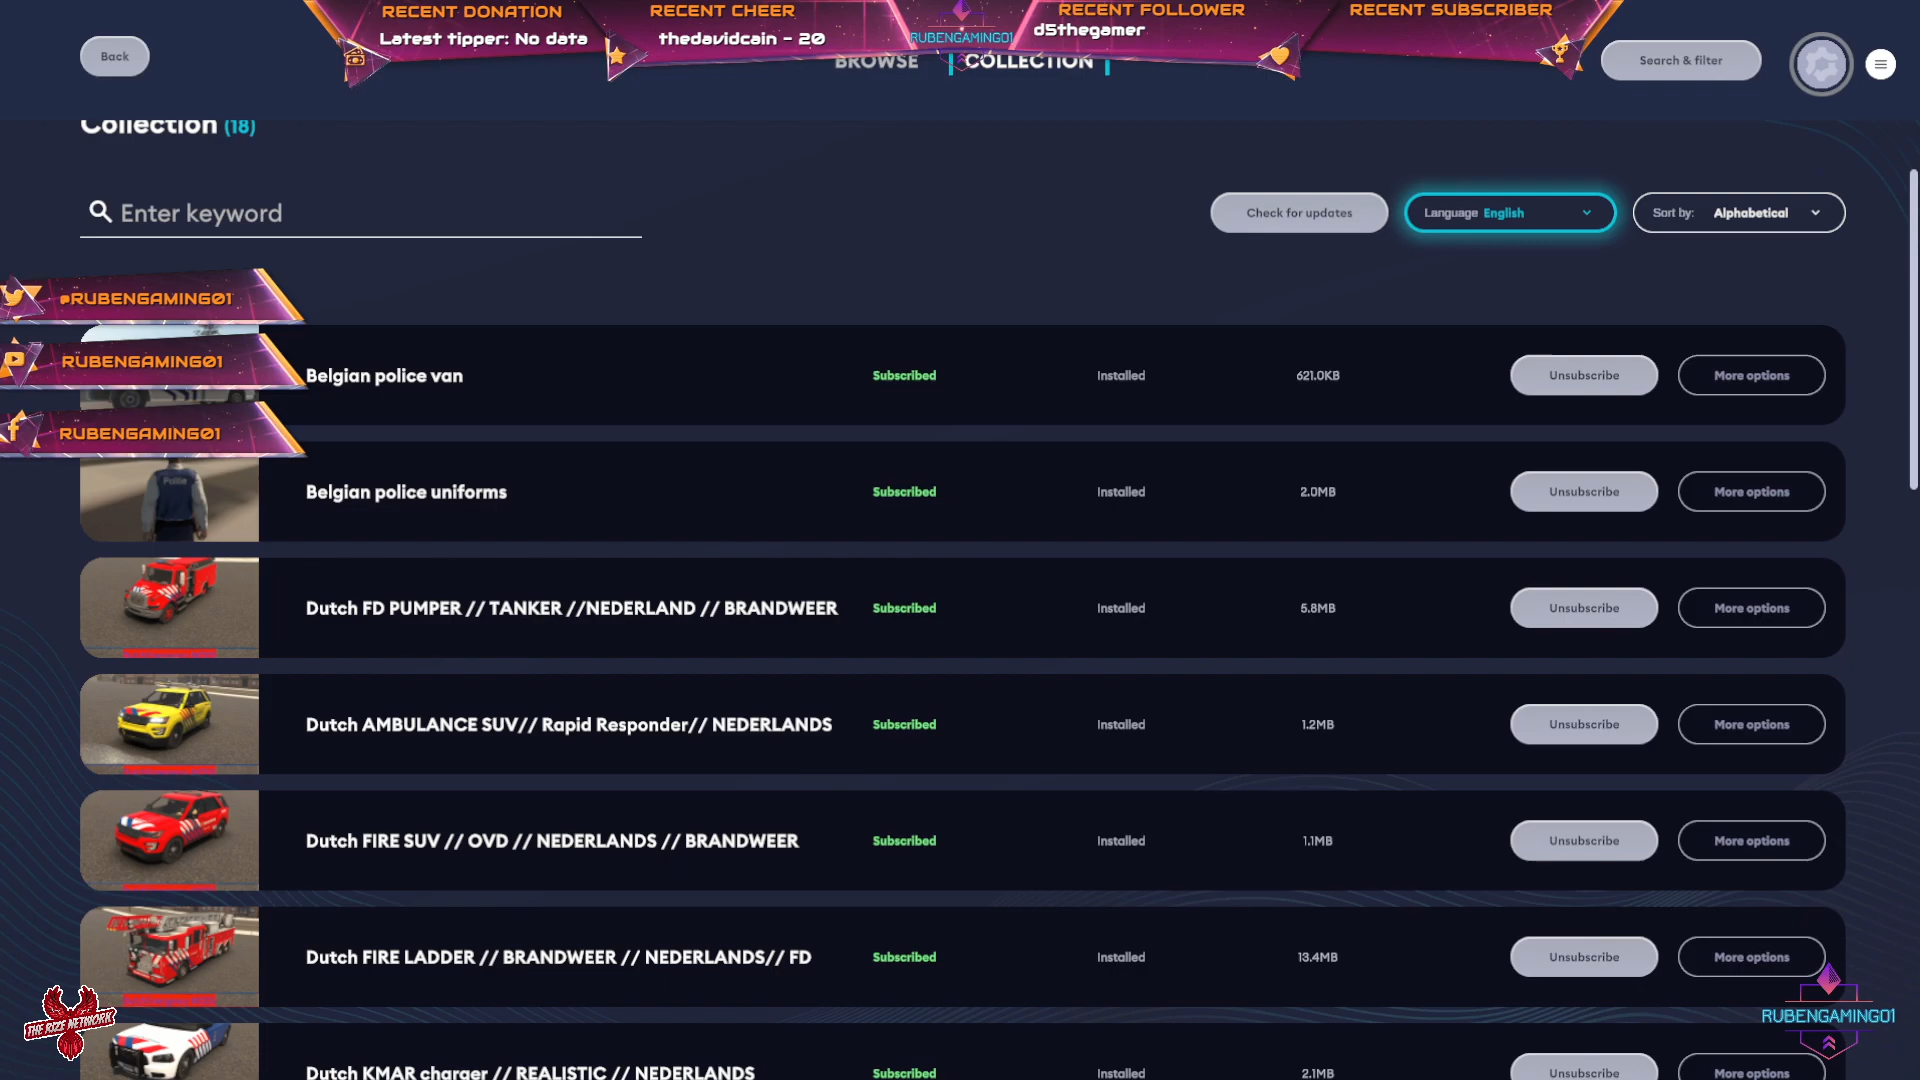 RECENT DONATION
Latest tipper: No data
RECENT CHEER
thedavidcain - 20
RUBENGAMING01
RECENT FOLLOWER
d5thegamer
RECENT SUBSCRIBER
Back
BROWSE
COLLECTION
Search & filter
Collection (18)
Enter keyword
Check for updates
Language English
Sort by: Alphabetical
@RUBENGAMING01
RUBENGAMING01
RUBENGAMING01
Belgian police van
Subscribed
Installed
621.0KB
Unsubscribe
More options
Politie
Belgian police uniforms
Subscribed
Installed
2.0MB
Unsubscribe
More options
Dutch FD PUMPER // TANKER //NEDERLAND // BRANDWEER
Subscribed
Installed
5.8MB
Unsubscribe
More options
Dutch AMBULANCE SUV// Rapid Responder// NEDERLANDS
Subscribed
Installed
1.2MB
Unsubscribe
More options
Dutch FIRE SUV // OVD // NEDERLANDS // BRANDWEER
Subscribed
Installed
1.1MB
Unsubscribe
More options
Dutch FIRE LADDER // BRANDWEER // NEDERLANDS// FD
Subscribed
Installed
13.4MB
Unsubscribe
More options
THE RIZE NETWORK
RUBENGAMING01
Dutch KMAR charger // REALISTIC // NEDERLANDS
Subscribed
Installed
2.1MB
Unsubscribe
More options